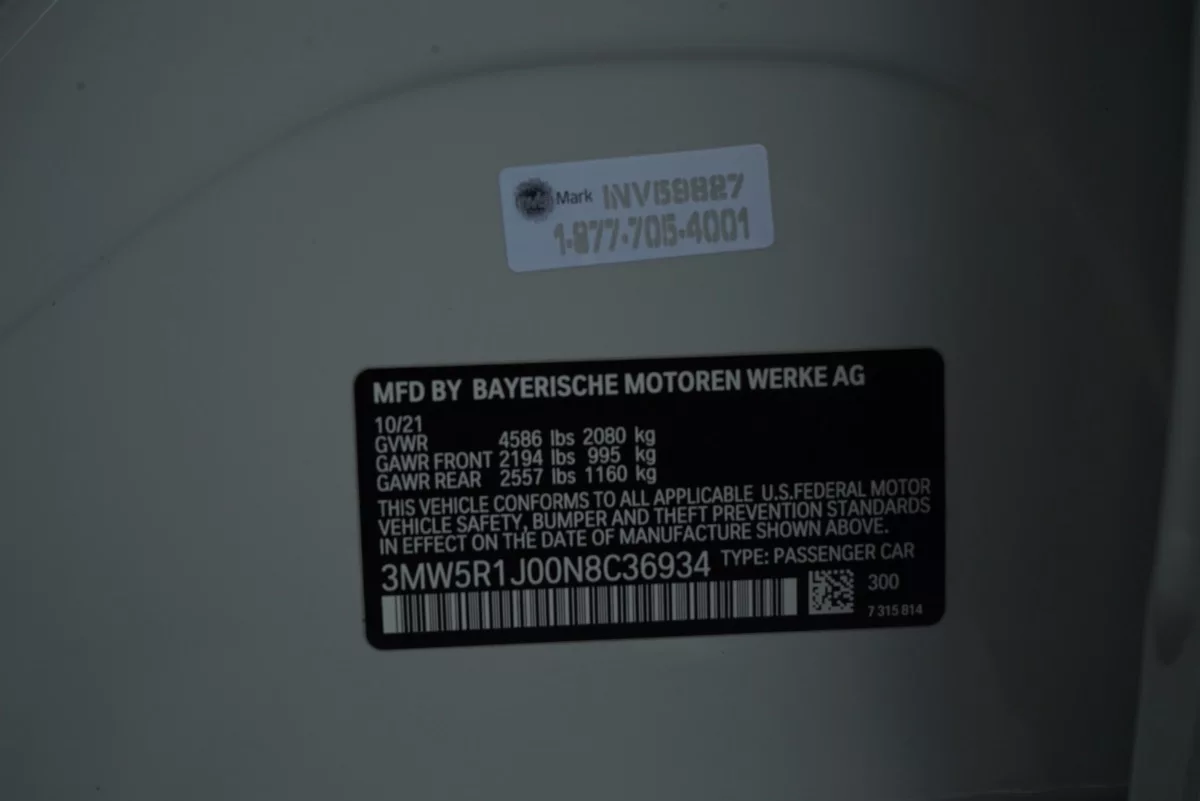 Mark INV59827
1-877-705-4001
MFD BY BAYERISCHE MOTOREN WERKE AG
10/21
GVWR 4586 lbs 2080 kg
GAWR FRONT 2194 lbs 995 kg
GAWR REAR 2557 lbs 1160 kg
THIS VEHICLE CONFORMS TO ALL APPLICABLE U.S.FEDERAL MOTOR
VEHICLE SAFETY, BUMPER AND THEFT PREVENTION STANDARDS
IN EFFECT ON THE DATE OF MANUFACTURE SHOWN ABOVE.
3MW5R1J00N8C36934 TYPE: PASSENGER CAR
300
7 315 814